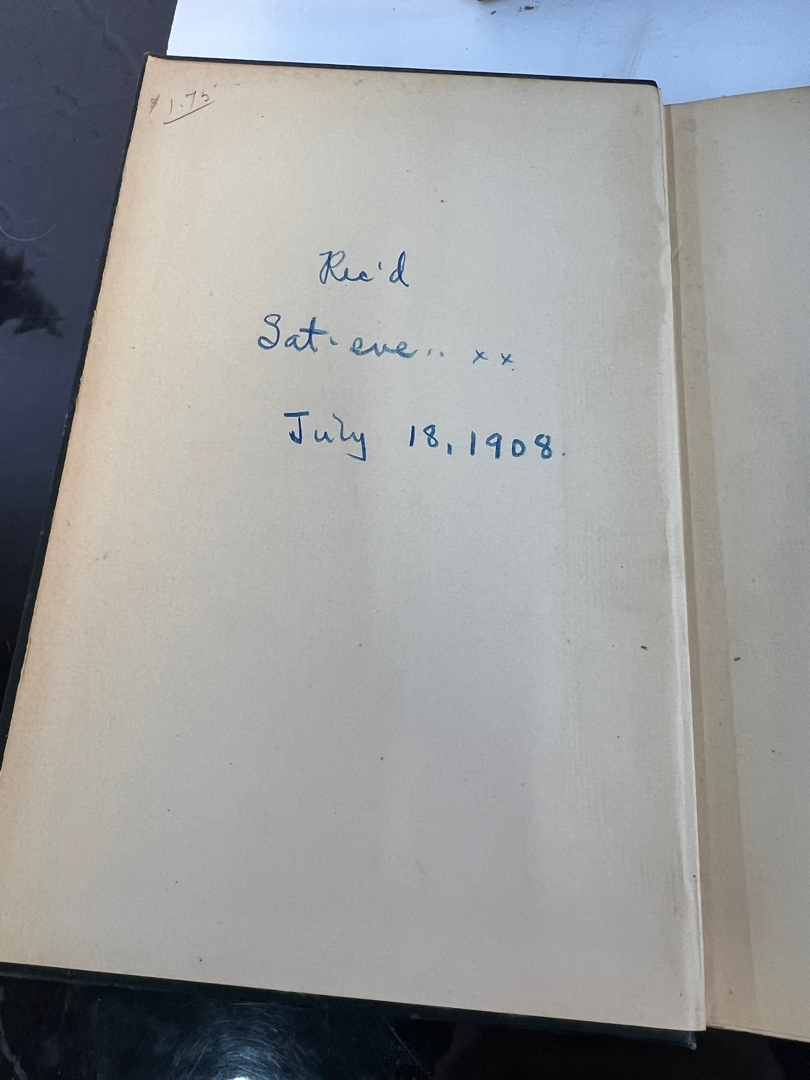 $1.75
Rec'd
Sat. eve.. xx
July 18, 1908.